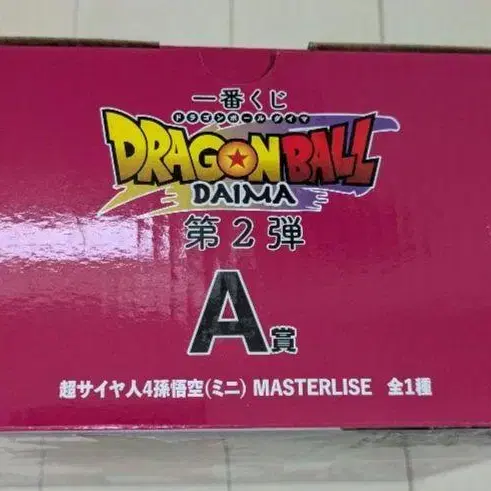 一番くじ
ドラゴンボールダイマ
DRAGON BALL
DAIMA
第2弾
A賞
超サイヤ人4孫悟空(ミニ) MASTERLISE 全1種